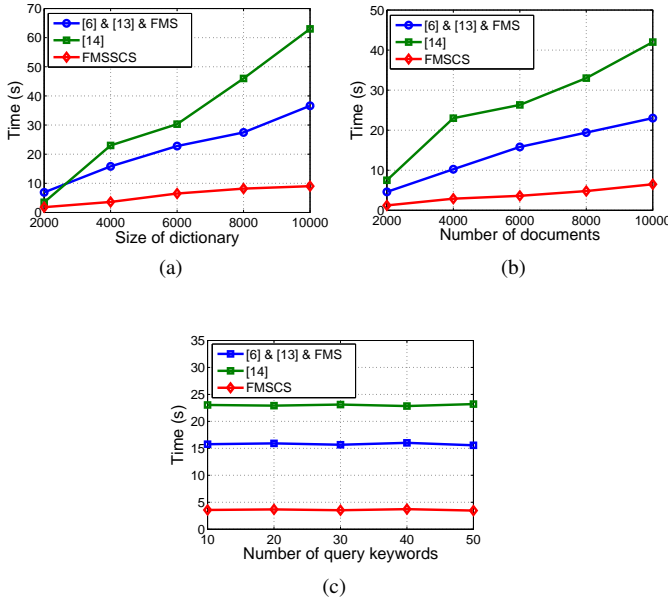 70
60
50
40
30
20
10
0
Time (s)
[6] & [13] & FMS
[14]
FMSSCS
2000 4000 6000 8000 10000
Size of dictionary
(a)
50
40
30
20
10
0
Time (s)
[6] & [13] & FMS
[14]
FMSCS
2000 4000 6000 8000 10000
Number of documents
(b)
35
30
25
20
15
10
5
0
Time (s)
[6] & [13] & FMS
[14]
FMSCS
10 20 30 40 50
Number of query keywords
(c)